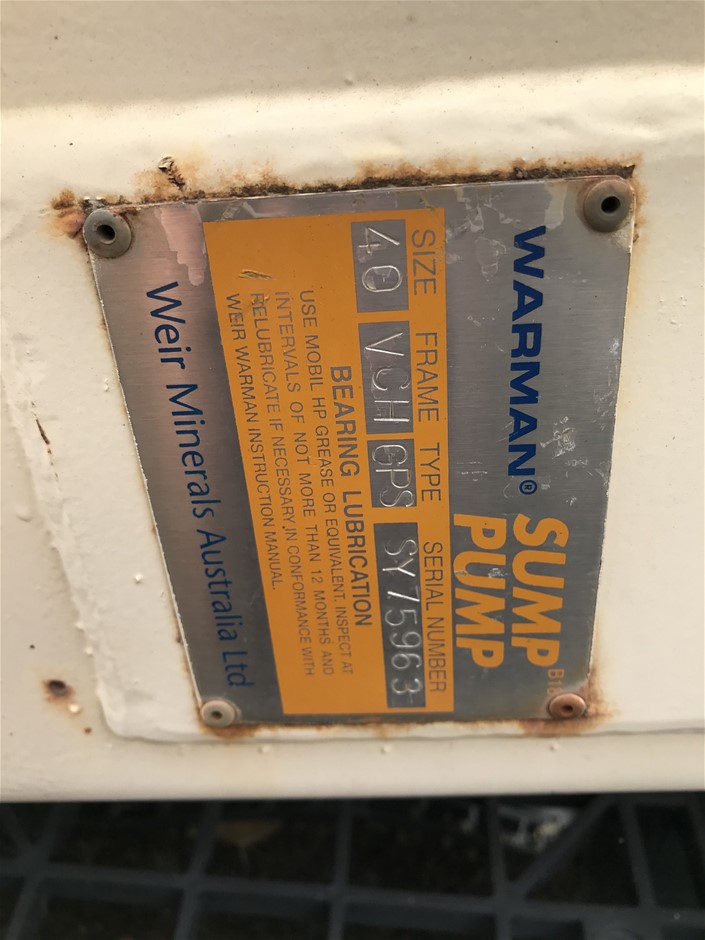 WARMAN® SUMP PUMP
SIZE FRAME TYPE SERIAL NUMBER
40 VCH GPS SY75963
BEARING LUBRICATION
USE MOBIL HP GREASE OR EQUIVALENT. INSPECT AT
INTERVALS OF NOT MORE THAN 12 MONTHS AND
RELUBRICATE IF NECESSARY IN CONFORMANCE WITH
WEIR WARMAN INSTRUCTION MANUAL.
Weir Minerals Australia Ltd